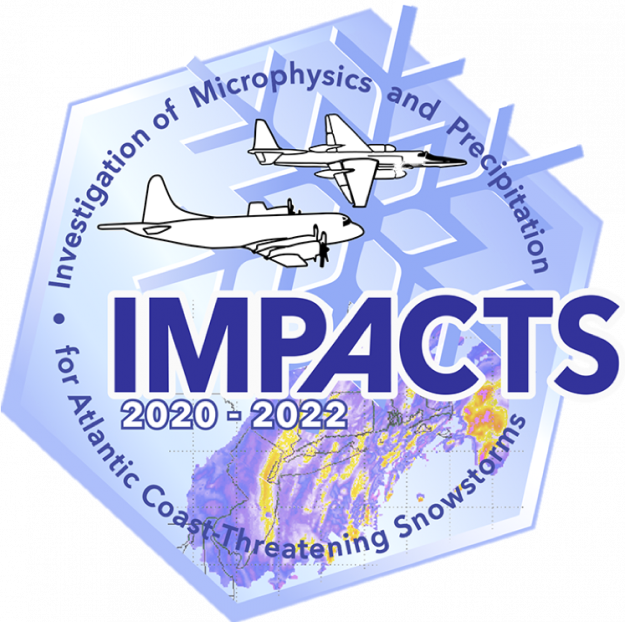 Investigation of Microphysics and Precipitation
• for Atlantic Coast-Threatening Snowstorms
IMPACTS
2020 - 2022